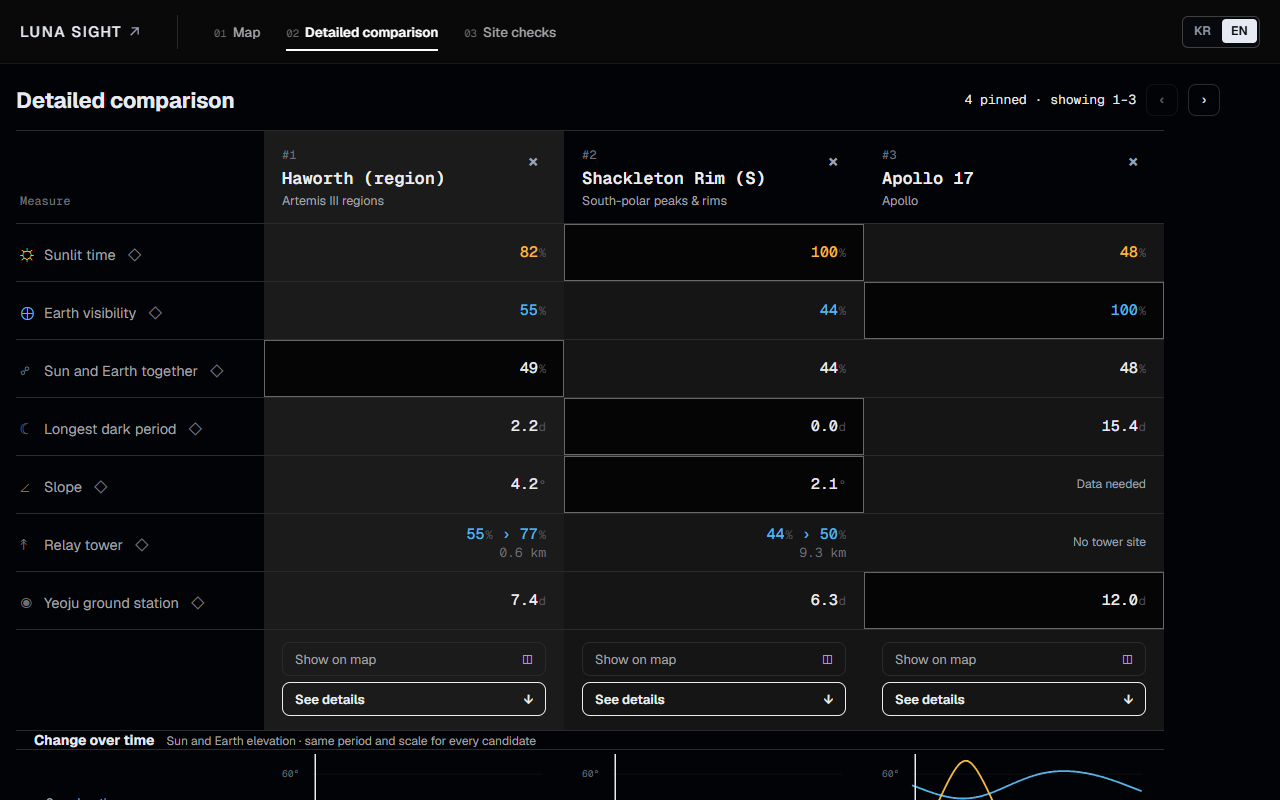 LUNA SIGHT ↗
01 Map
02 Detailed comparison
03 Site checks
KR EN
Detailed comparison
4 pinned · showing 1–3 ‹ ›
Measure
#1 ×
Haworth (region)
Artemis III regions
#2 ×
Shackleton Rim (S)
South-polar peaks & rims
#3 ×
Apollo 17
Apollo
Sunlit time 82% 100% 48%
Earth visibility 55% 44% 100%
Sun and Earth together 49% 44% 48%
Longest dark period 2.2d 0.0d 15.4d
Slope 4.2° 2.1° Data needed
Relay tower 55% › 77% 44% › 50% No tower site
0.6 km 9.3 km
Yeoju ground station 7.4d 6.3d 12.0d
Show on map Show on map Show on map
See details ↓ See details ↓ See details ↓
Change over time Sun and Earth elevation · same period and scale for every candidate
60° 60° 60°